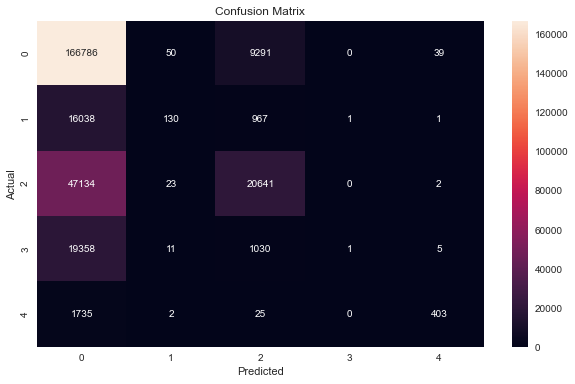 Confusion Matrix
160000
140000
120000
100000
80000
60000
40000
20000
0
Actual
0 166786 50 9291 0 39
1 16038 130 967 1 1
2 47134 23 20641 0 2
3 19358 11 1030 1 5
4 1735 2 25 0 403
0 1 2 3 4
Predicted